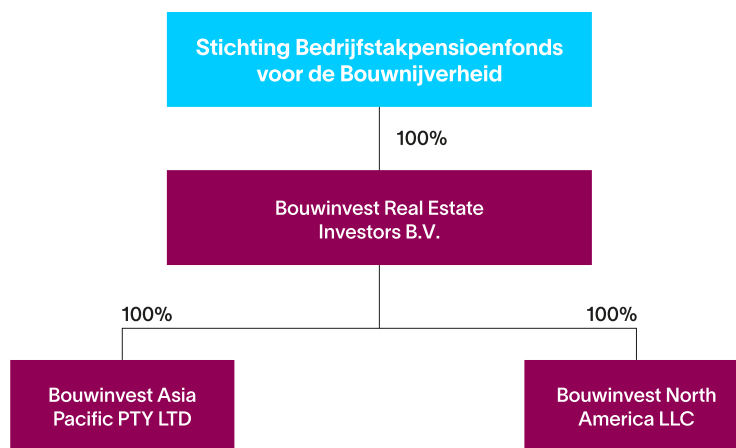 Stichting Bedrijfstakpensioenfonds
voor de Bouwnijverheid
100%
Bouwinvest Real Estate
Investors B.V.
100%
100%
Bouwinvest Asia
Pacific PTY LTD
Bouwinvest North
America LLC